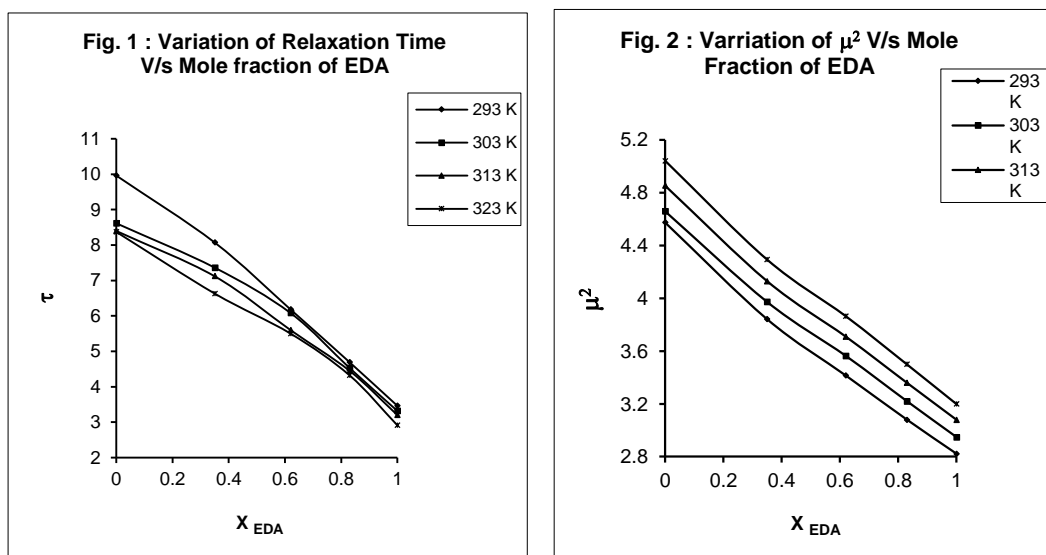 Fig. 1 : Variation of Relaxation Time
V/s Mole fraction of EDA
293 K
303 K
313 K
323 K
11
10
9
8
7
6
5
4
3
2
τ
0
0.2
0.4
0.6
0.8
1
X EDA
Fig. 2 : Varriation of μ² V/s Mole
Fraction of EDA
293
K
303
K
313
K
5.2
4.8
4.4
4
3.6
3.2
2.8
μ²
0
0.2
0.4
0.6
0.8
1
X EDA